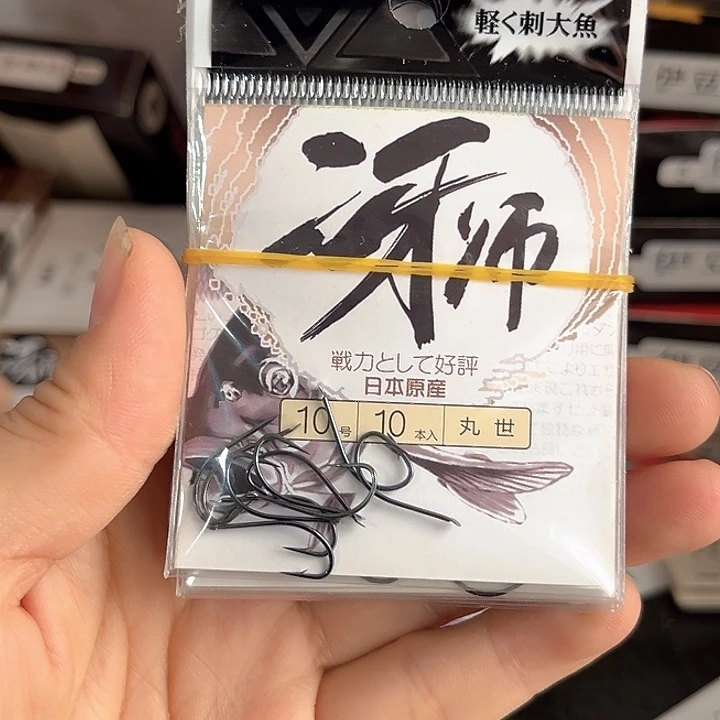 軽く刺大魚
牙师
戦力として好評
日本原産
10号 10本入 丸世